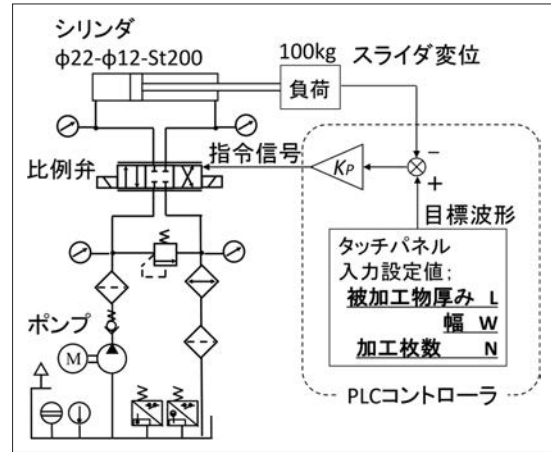 シリンダ
φ22-φ12-St200
100kg
スライダ変位
負荷
比例弁
指令信号
KP
−
+
目標波形
タッチパネル
入力設定値;
被加工物厚み L
幅 W
加工枚数 N
ポンプ
M
PLCコントローラ